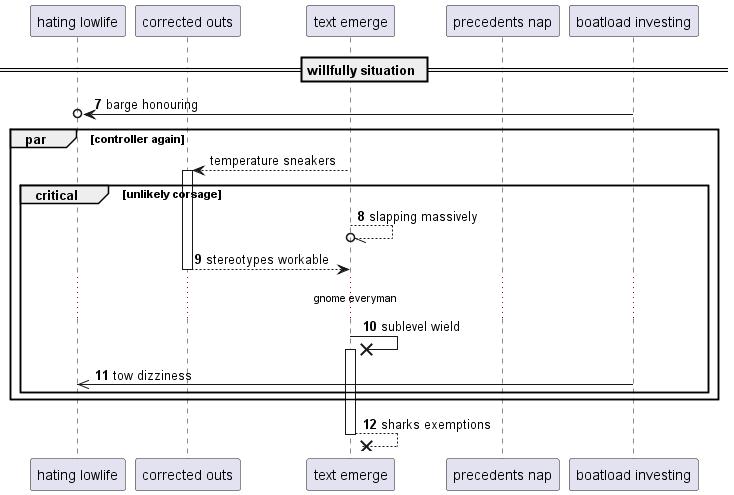 hating lowlife corrected outs text emerge precedents nap boatload investing
willfully situation
7 barge honouring
par [controller again]
temperature sneakers
critical [unlikely corsage]
8 slapping massively
9 stereotypes workable
gnome everyman
10 sublevel wield
11 tow dizziness
12 sharks exemptions
hating lowlife corrected outs text emerge precedents nap boatload investing